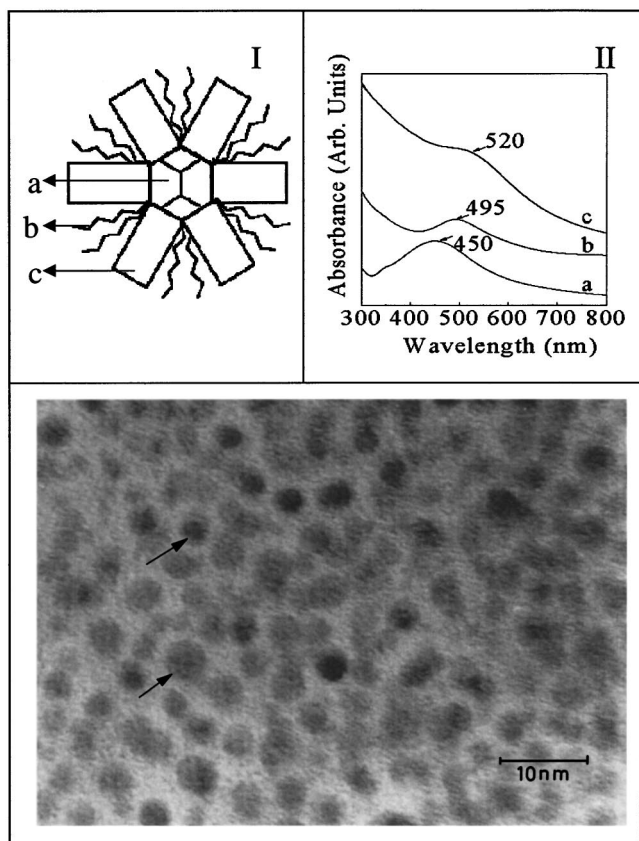 I
a
b
c
II
Absorbance (Arb. Units)
520
495
450
c
b
a
300 400 500 600 700 800
Wavelength (nm)
10nm